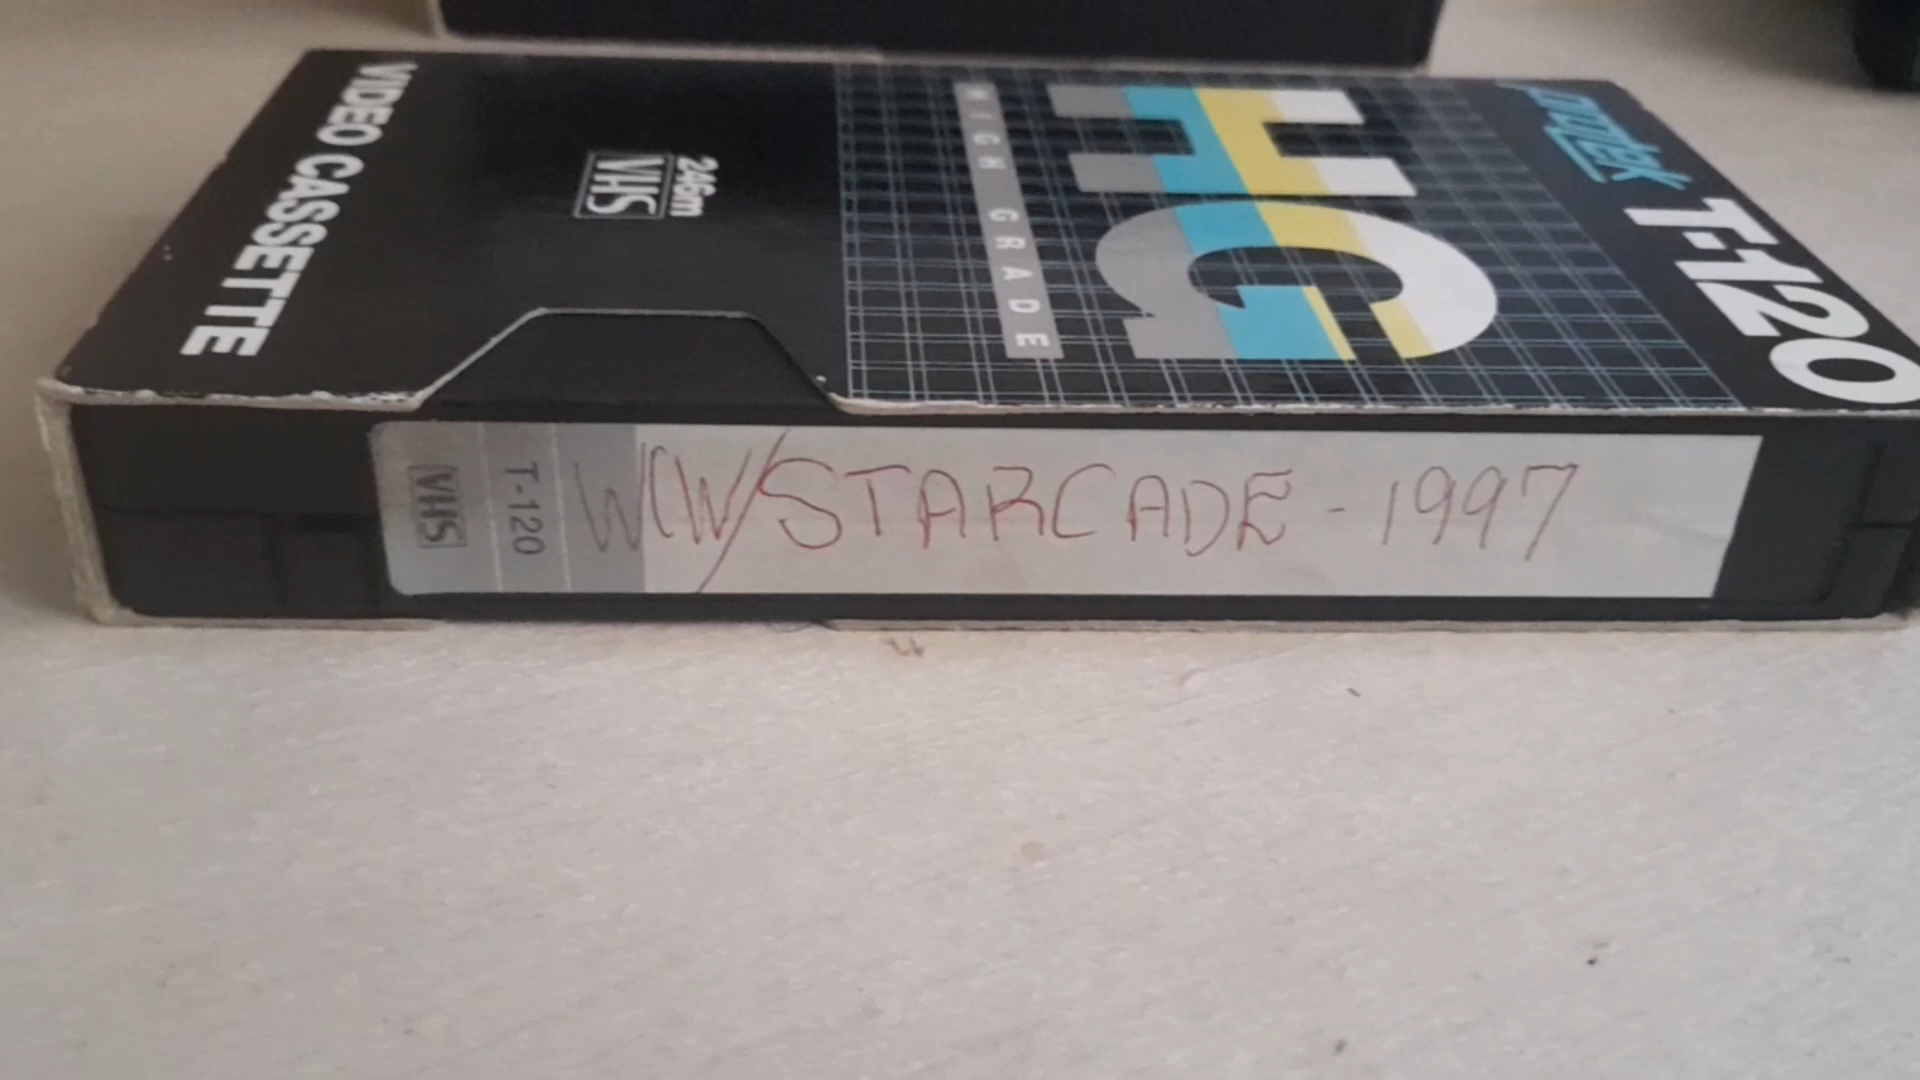 VIDEO CASSETTE
246m
VHS
HIGH GRADE
HG
T-120
VHS
T-120
WCW/STARCADE - 1997